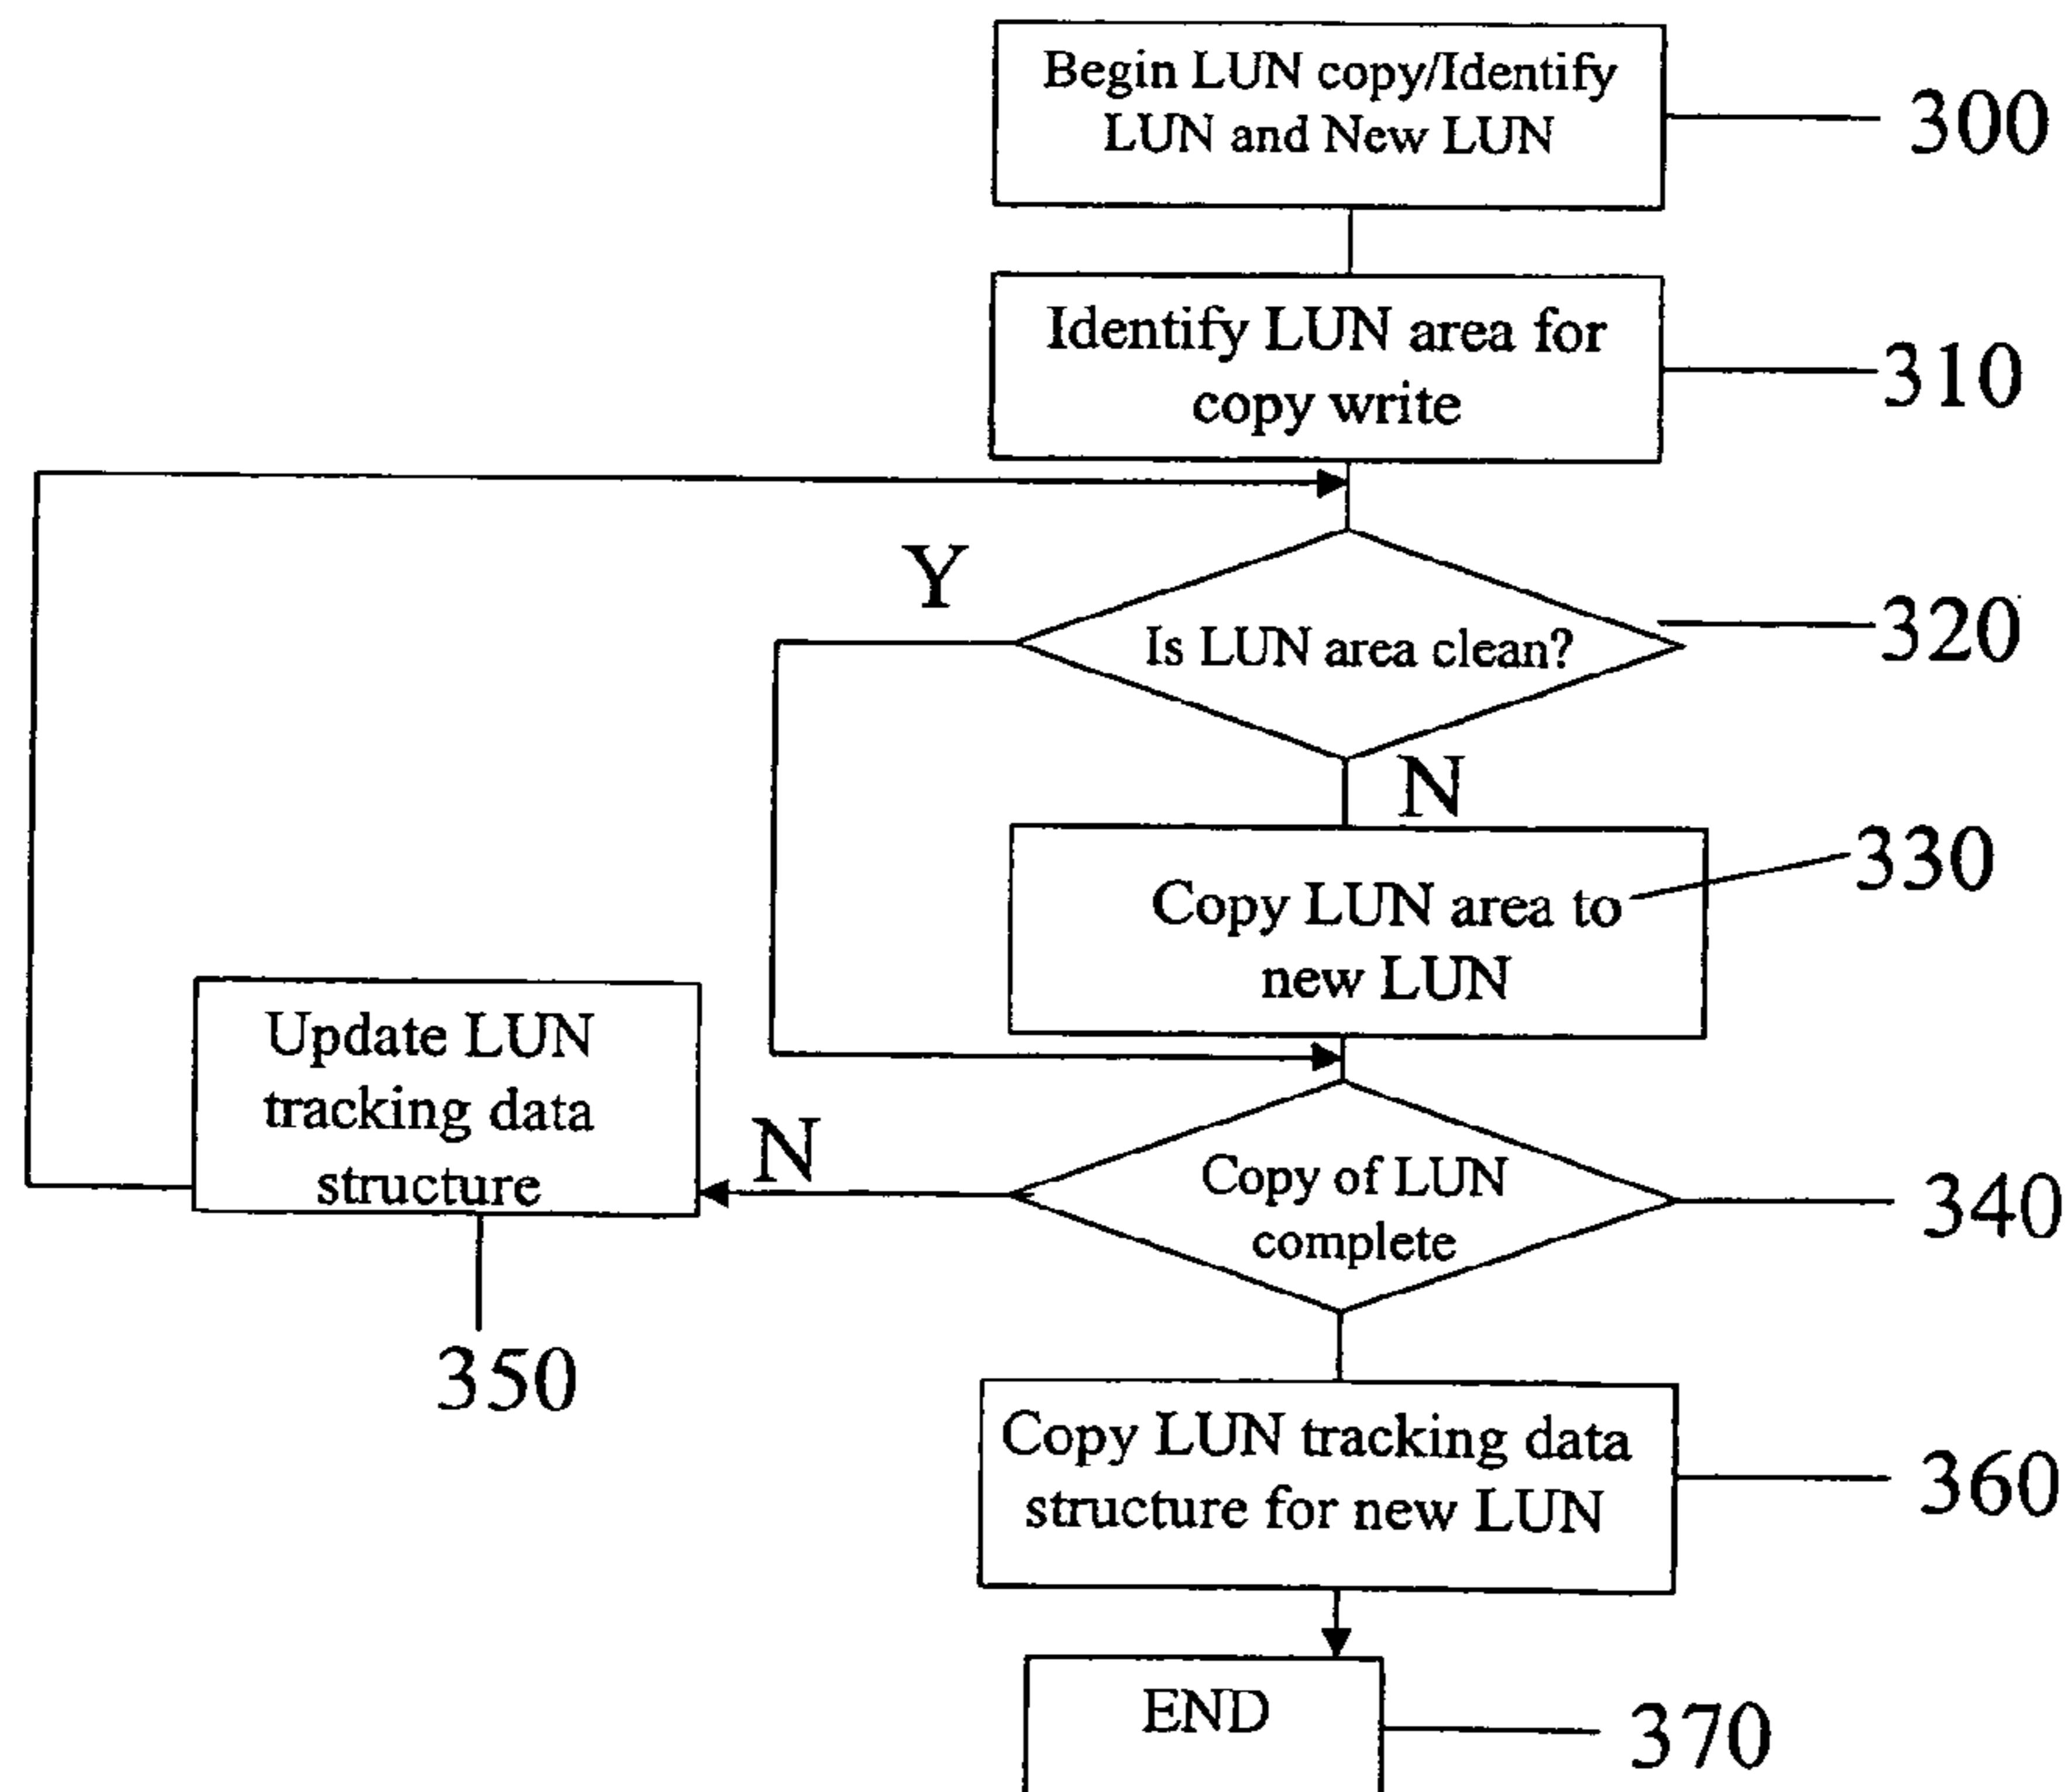 Begin LUN copy/Identify
LUN and New LUN
300
Identify LUN area for
copy write
310
Y
Is LUN area clean?
320
N
Copy LUN area to
new LUN
330
Update LUN
tracking data
structure
350
N
Copy of LUN
complete
340
Copy LUN tracking data
structure for new LUN
360
END
370